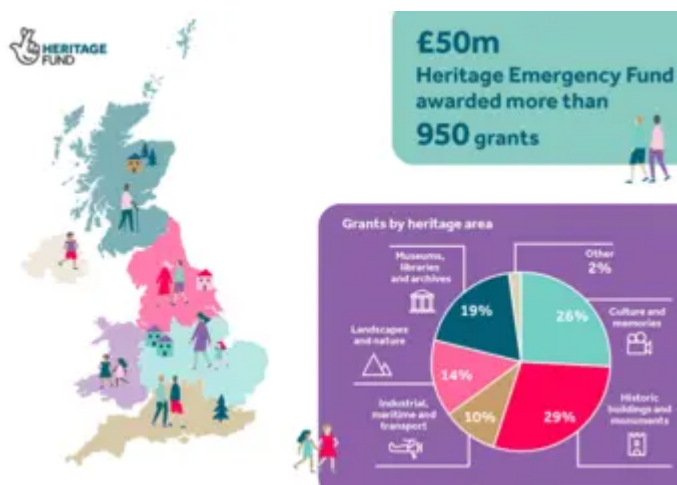 HERITAGE
FUND
£50m
Heritage Emergency Fund
awarded more than
950 grants
Grants by heritage area
Museums,
libraries
and archives
Other
2%
19%
26%
Culture and
memories
Landscapes
and nature
14%
Industrial,
maritime and
transport
10%
29%
Historic
buildings and
monuments